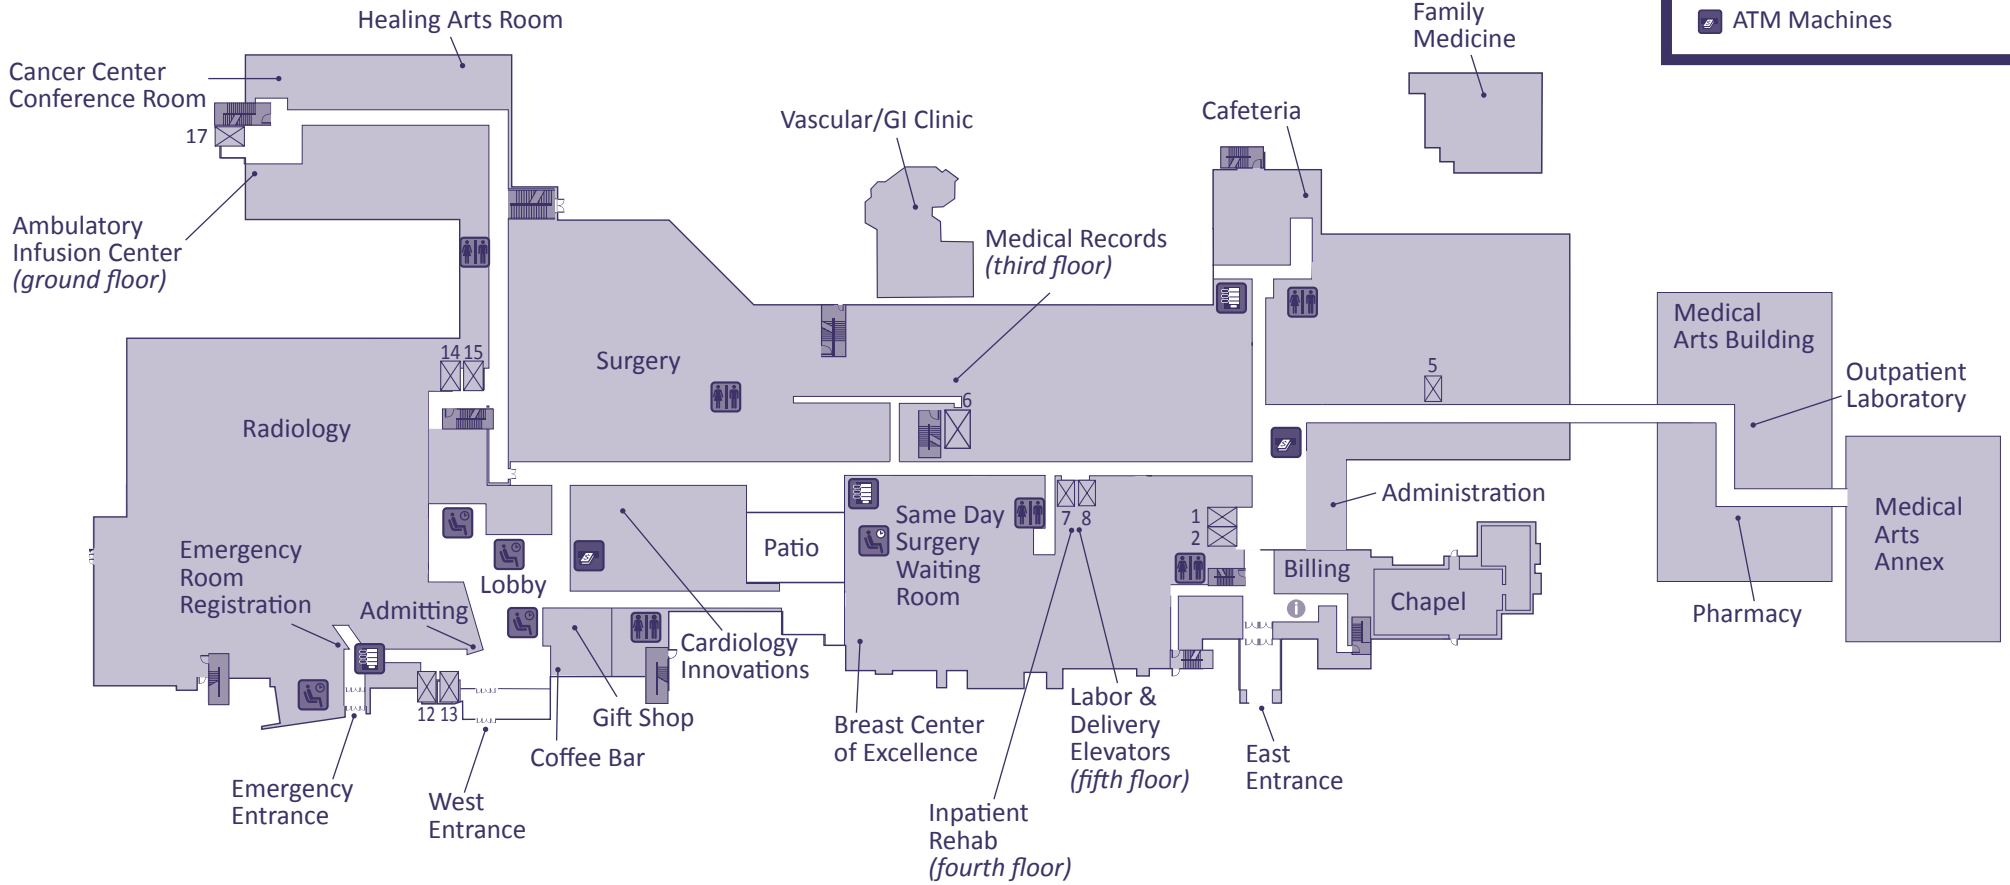 Healing Arts Room
Family
Medicine
ATM Machines
Cancer Center
Conference Room
17
Vascular/GI Clinic
Cafeteria
Ambulatory
Infusion Center
(ground floor)
Medical Records
(third floor)
Medical
Arts Building
14 15
Surgery
5
6
Outpatient
Laboratory
Radiology
Administration
Same Day
Surgery
Waiting
Room
7 8
1
2
Medical
Arts
Annex
Emergency
Room
Registration
Lobby
Patio
Billing
i
Chapel
Admitting
Pharmacy
Cardiology
Innovations
12 13
Gift Shop
Coffee Bar
Breast Center
of Excellence
Labor &
Delivery
Elevators
(fifth floor)
East
Entrance
Emergency
Entrance
West
Entrance
Inpatient
Rehab
(fourth floor)